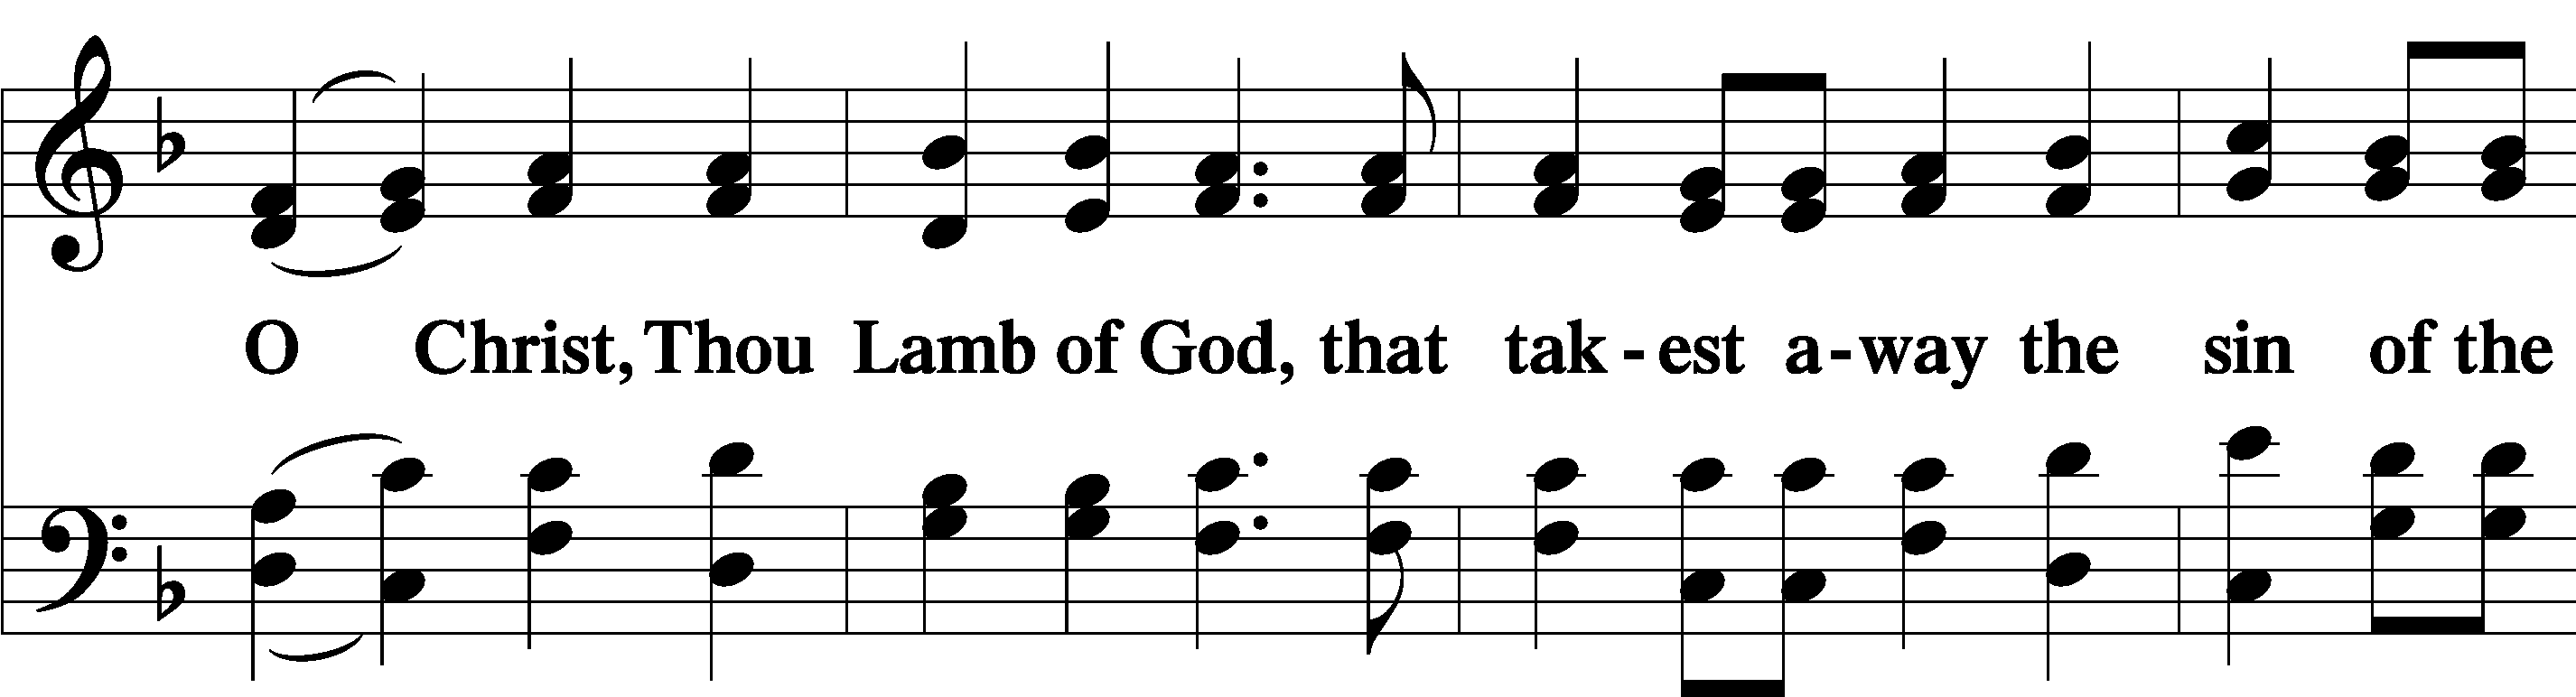 O Christ, Thou Lamb of God, that tak - est a - way the sin of the